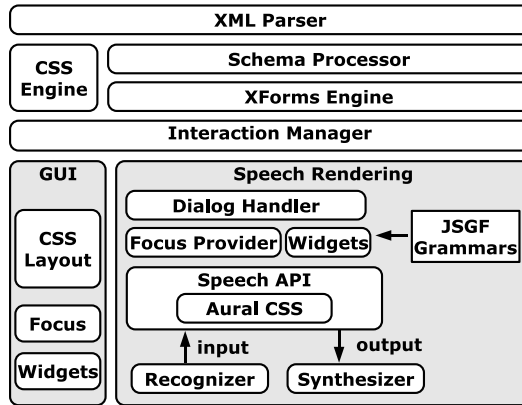 XML Parser
CSS
Engine
Schema Processor
XForms Engine
Interaction Manager
GUI
CSS
Layout
Focus
Widgets
Speech Rendering
Dialog Handler
Focus Provider
Widgets
JSGF
Grammars
Speech API
Aural CSS
input
output
Recognizer
Synthesizer